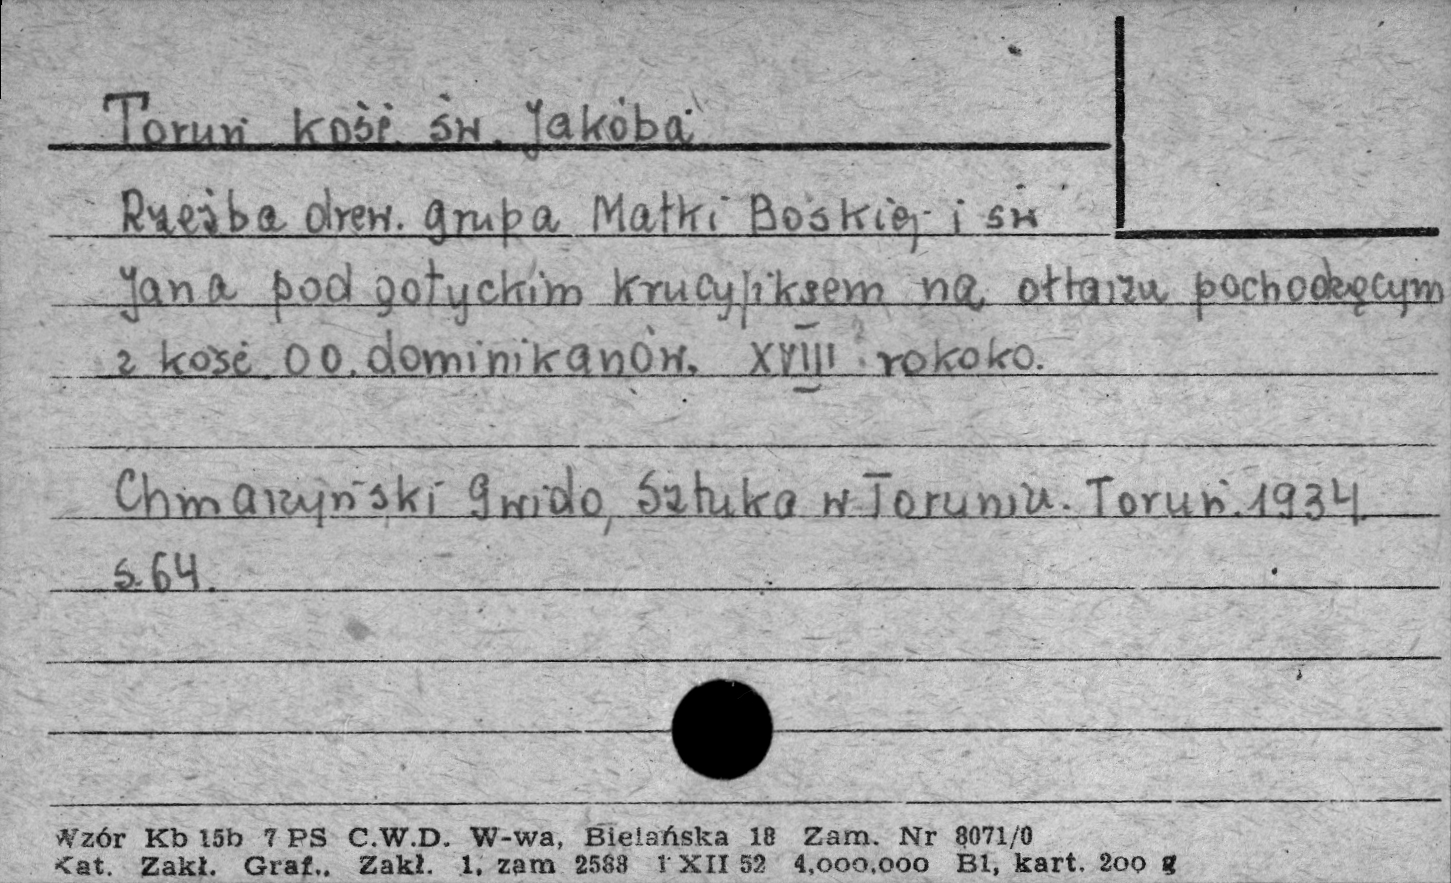 Toruń kość. św. Jakóba
Rzeźba drew. grupa Matki Boskiej i św
Jana pod gotyckim krucyfiksem na ołtarzu pochodzącym
z kość. OO. dominikanów. XVIII rokoko.
Chmarzyński Gwido, Sztuka w Toruniu. Toruń. 1934
s. 64.
Wzór Kb 15b 7 PS C.W.D. W-wa, Bielańska 18 Zam. Nr 8071/0
Kat. Zakł. Graf., Zakł. 1, zam 2588 1 XII 52 4,000,000 B1, kart. 200 g